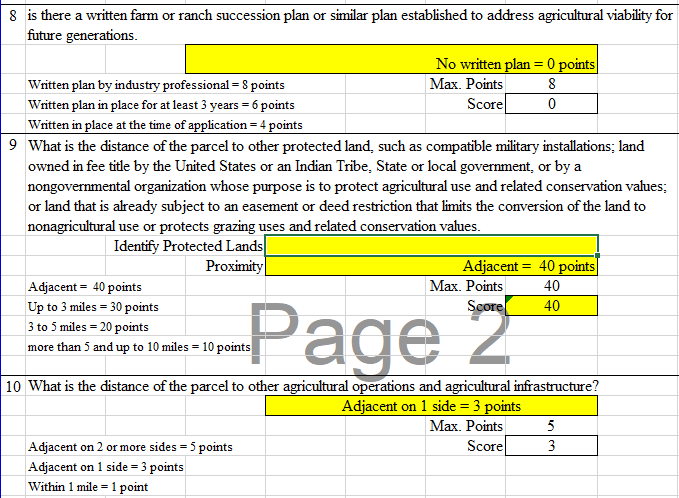 8 is there a written farm or ranch succession plan or similar plan established to address agricultural viability for
future generations.
No written plan = 0 points
Written plan by industry professional = 8 points Max. Points 8
Written plan in place for at least 3 years = 6 points Score 0
Written in place at the time of application = 4 points
9 What is the distance of the parcel to other protected land, such as compatible military installations; land
owned in fee title by the United States or an Indian Tribe, State or local government, or by a
nongovernmental organization whose purpose is to protect agricultural use and related conservation values;
or land that is already subject to an easement or deed restriction that limits the conversion of the land to
nonagricultural use or protects grazing uses and related conservation values.
Identify Protected Lands
Proximity Adjacent = 40 points
Adjacent = 40 points Max. Points 40
Up to 3 miles = 30 points Score 40
3 to 5 miles = 20 points
more than 5 and up to 10 miles = 10 points
Page 2
10 What is the distance of the parcel to other agricultural operations and agricultural infrastructure?
Adjacent on 1 side = 3 points
Max. Points 5
Adjacent on 2 or more sides = 5 points Score 3
Adjacent on 1 side = 3 points
Within 1 mile = 1 point